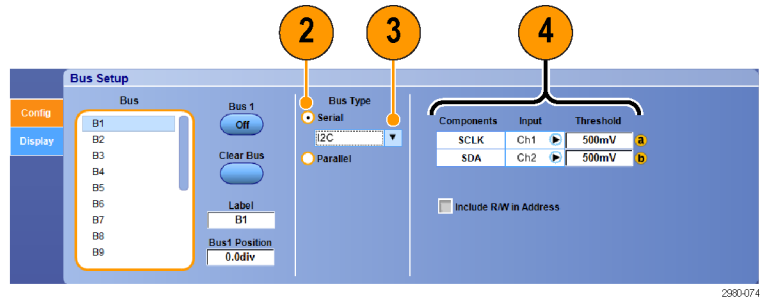 2
3
4
Bus Setup
Config
Display
Bus
B1
B2
B3
B4
B5
B6
B7
B8
B9
Bus 1
Off
Clear Bus
Label
B1
Bus1 Position
0.0div
Bus Type
Serial
I2C
Parallel
Components Input Threshold
SCLK Ch1 500mV a
SDA Ch2 500mV b
Include R/W in Address
2980-074